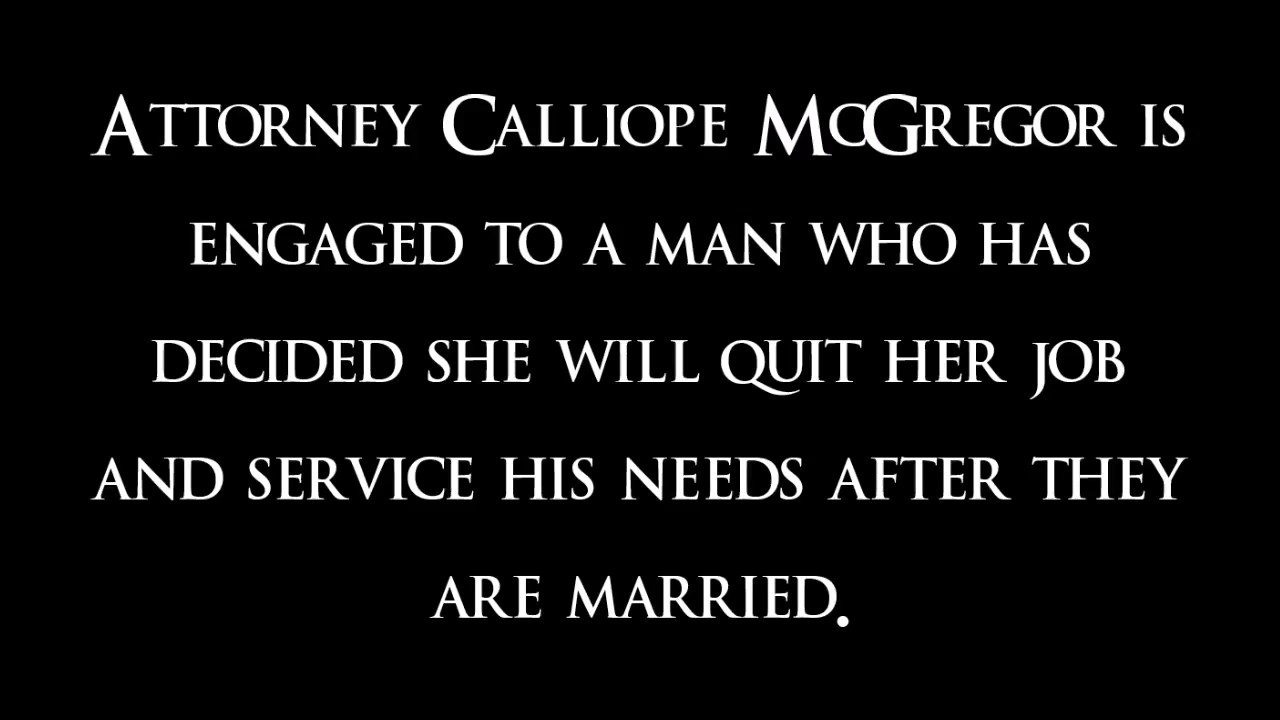 Attorney Calliope McGregor is
engaged to a man who has
decided she will quit her job
and service his needs after they
are married.